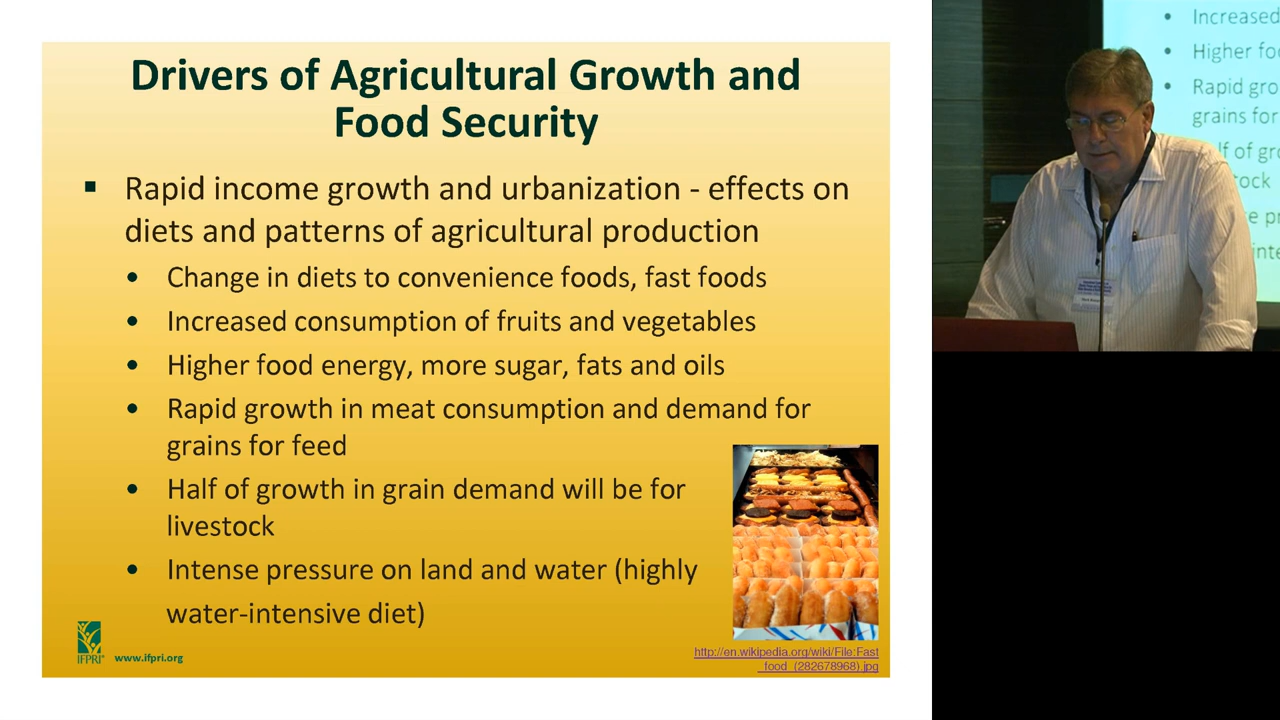 Drivers of Agricultural Growth and
Food Security
▪ Rapid income growth and urbanization - effects on
diets and patterns of agricultural production
• Change in diets to convenience foods, fast foods
• Increased consumption of fruits and vegetables
• Higher food energy, more sugar, fats and oils
• Rapid growth in meat consumption and demand for
grains for feed
• Half of growth in grain demand will be for
livestock
• Intense pressure on land and water (highly
water-intensive diet)
IFPRI®
www.ifpri.org
http://en.wikipedia.org/wiki/File:Fast
_food_(282678968).jpg
• Increased
• Higher fo
• Rapid gro
grains for
lf of gro
tock
e pr
inte